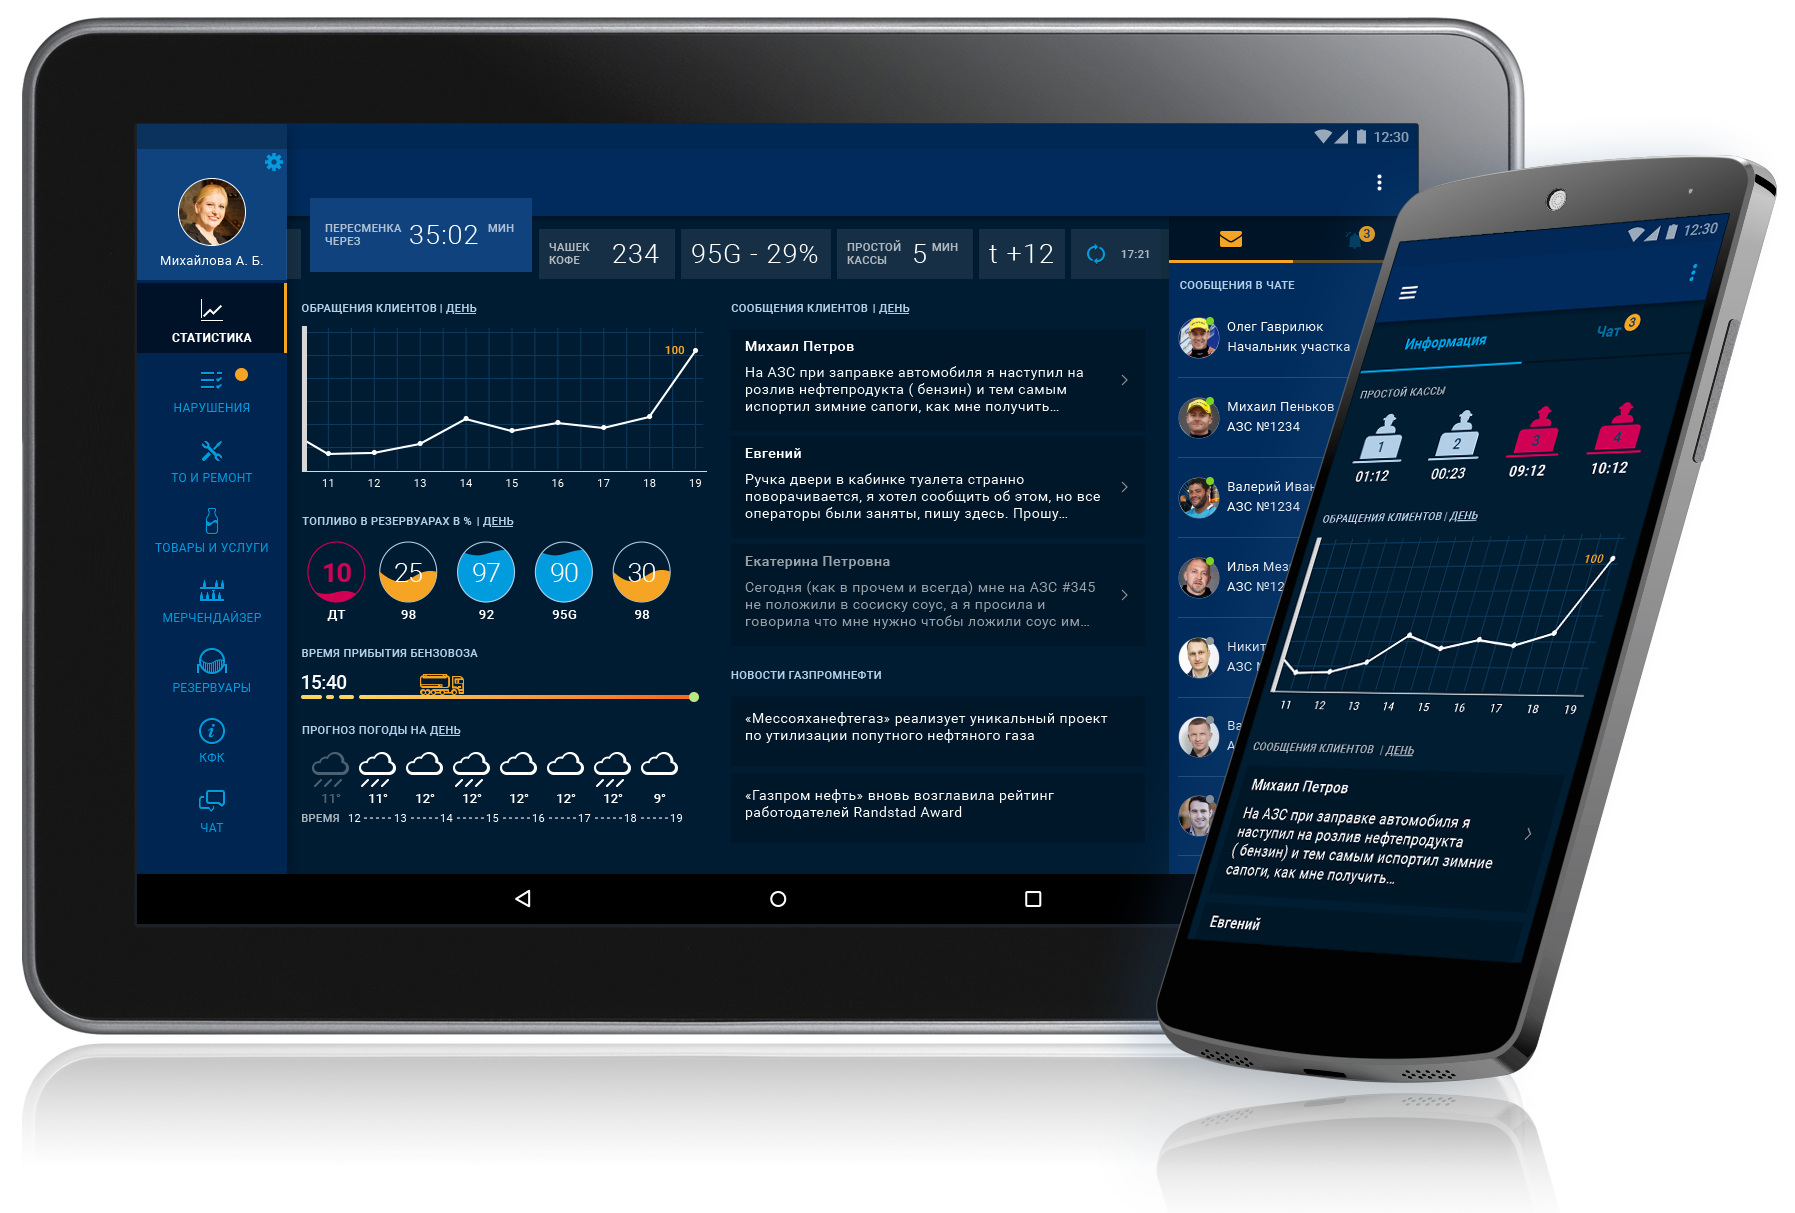 12:30
Михайлова А. Б.
СТАТИСТИКА
НАРУШЕНИЯ
ТО И РЕМОНТ
ТОВАРЫ И УСЛУГИ
МЕРЧЕНДАЙЗЕР
РЕЗЕРВУАРЫ
КФК
ЧАТ
ПЕРЕСМЕНКА
ЧЕРЕЗ
35:02 МИН
ЧАШЕК
КОФЕ
234
95G - 29%
ПРОСТОЙ
КАССЫ
5 МИН
t +12
17:21
ОБРАЩЕНИЯ КЛИЕНТОВ | ДЕНЬ
100
11 12 13 14 15 16 17 18 19
ТОПЛИВО В РЕЗЕРВУАРАХ В % | ДЕНЬ
10 25 97 90 30
ДТ 98 92 95G 98
ВРЕМЯ ПРИБЫТИЯ БЕНЗОВОЗА
15:40
ПРОГНОЗ ПОГОДЫ НА ДЕНЬ
11° 11° 12° 12° 12° 12° 12° 9°
ВРЕМЯ 12 ----- 13 ----- 14 ----- 15 ----- 16 ----- 17 ----- 18 ----- 19
СООБЩЕНИЯ КЛИЕНТОВ | ДЕНЬ
Михаил Петров
На АЗС при заправке автомобиля я наступил на
розлив нефтепродукта ( бензин) и тем самым
испортил зимние сапоги, как мне получить...
Евгений
Ручка двери в кабинке туалета странно
поворачивается, я хотел сообщить об этом, но все
операторы были заняты, пишу здесь. Прошу...
Екатерина Петровна
Сегодня (как в прочем и всегда) мне на АЗС #345
не положили в сосиску соус, а я просила и
говорила что мне нужно чтобы ложили соус им...
НОВОСТИ ГАЗПРОМНЕФТИ
«Мессояханефтегаз» реализует уникальный проект
по утилизации попутного нефтяного газа
«Газпром нефть» вновь возглавила рейтинг
работодателей Randstad Award
3
СООБЩЕНИЯ В ЧАТЕ
Олег Гаврилюк
Начальник участка
Михаил Пеньков
АЗС №1234
Валерий Иван
АЗС №1234
Илья Мез
АЗС №12
Никит
АЗС
Ва
А
12:30
Информация
Чат 3
ПРОСТОЙ КАССЫ
1 2 3 4
01:12 00:23 09:12 10:12
ОБРАЩЕНИЯ КЛИЕНТОВ | ДЕНЬ
100
11 12 13 14 15 16 17 18 19
СООБЩЕНИЯ КЛИЕНТОВ | ДЕНЬ
Михаил Петров
На АЗС при заправке автомобиля я
наступил на розлив нефтепродукта
( бензин) и тем самым испортил зимние
сапоги, как мне получить...
Евгений